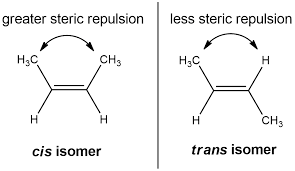 greater steric repulsion
H₃C CH₃
H H
cis isomer
less steric repulsion
H₃C H
H CH₃
trans isomer